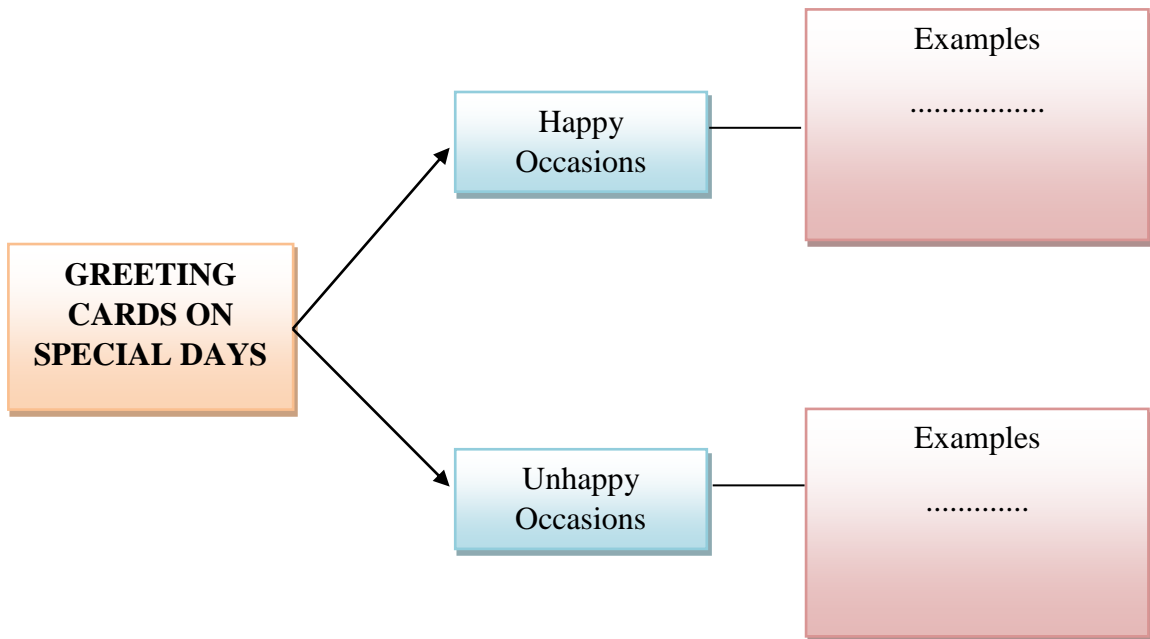 GREETING
CARDS ON
SPECIAL DAYS
Happy
Occasions
Examples
.................
Unhappy
Occasions
Examples
.............